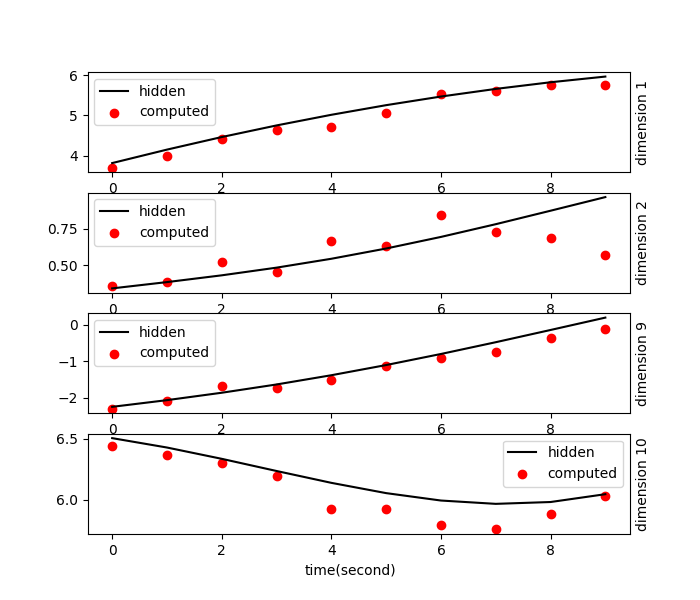 6
5
4
hidden
computed
dimension 1
0 2 4 6 8
0.75
0.50
hidden
computed
dimension 2
0 2 4 6 8
0
−1
−2
hidden
computed
dimension 9
0 2 4 6 8
6.5
6.0
hidden
computed
dimension 10
0 2 4 6 8
time(second)